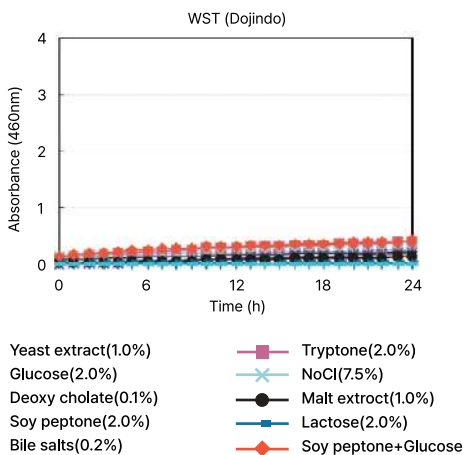 WST (Dojindo)
4
3
2
1
0
Absorbance (460nm)
0 6 12 18 24
Time (h)
Yeast extract(1.0%)
Glucose(2.0%)
Deoxy cholate(0.1%)
Soy peptone(2.0%)
Bile salts(0.2%)
Tryptone(2.0%)
NoCl(7.5%)
Malt extroct(1.0%)
Lactose(2.0%)
Soy peptone+Glucose